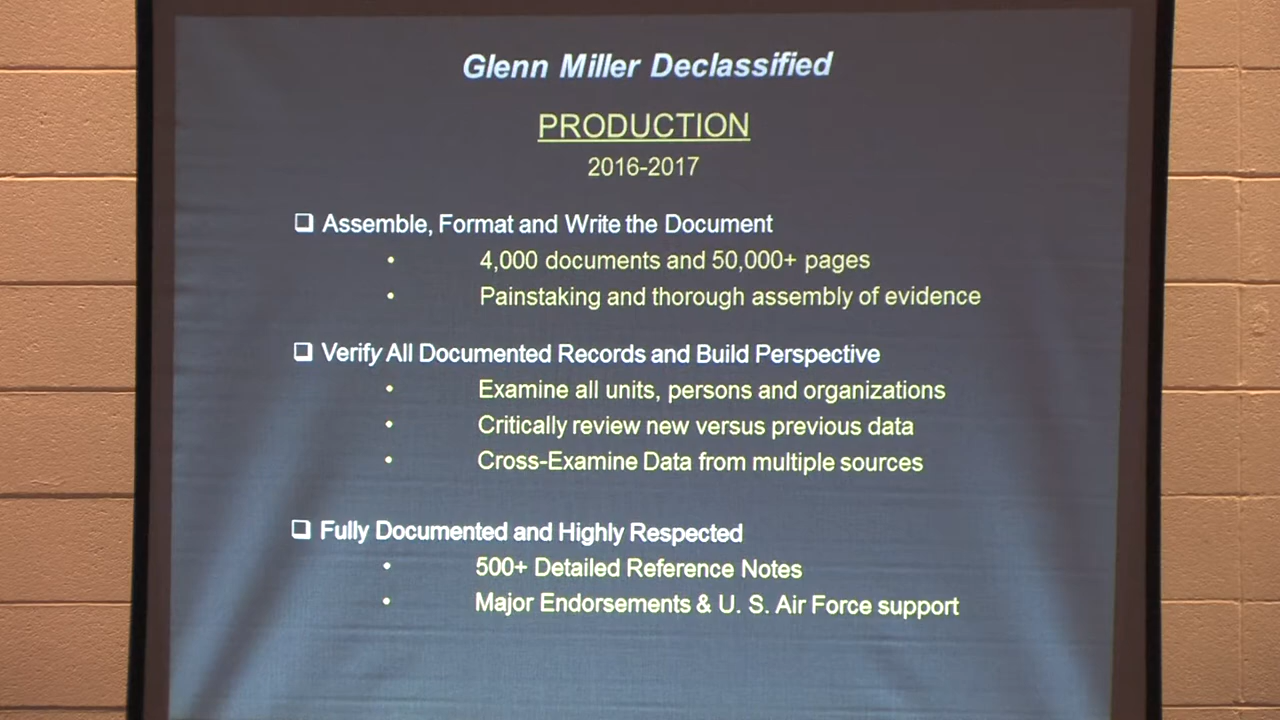 Glenn Miller Declassified
PRODUCTION
2016-2017
❑ Assemble, Format and Write the Document
• 4,000 documents and 50,000+ pages
• Painstaking and thorough assembly of evidence
❑ Verify All Documented Records and Build Perspective
• Examine all units, persons and organizations
• Critically review new versus previous data
• Cross-Examine Data from multiple sources
❑ Fully Documented and Highly Respected
• 500+ Detailed Reference Notes
• Major Endorsements & U. S. Air Force support